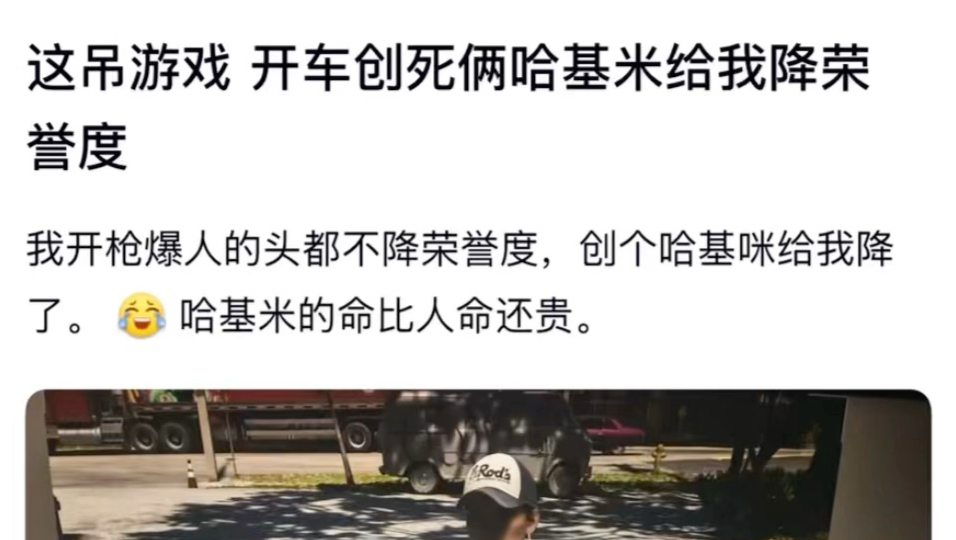 这吊游戏 开车创死俩哈基米给我降荣
誉度
我开枪爆人的头都不降荣誉度，创个哈基咪给我降
了。 😂 哈基米的命比人命还贵。
Rod's